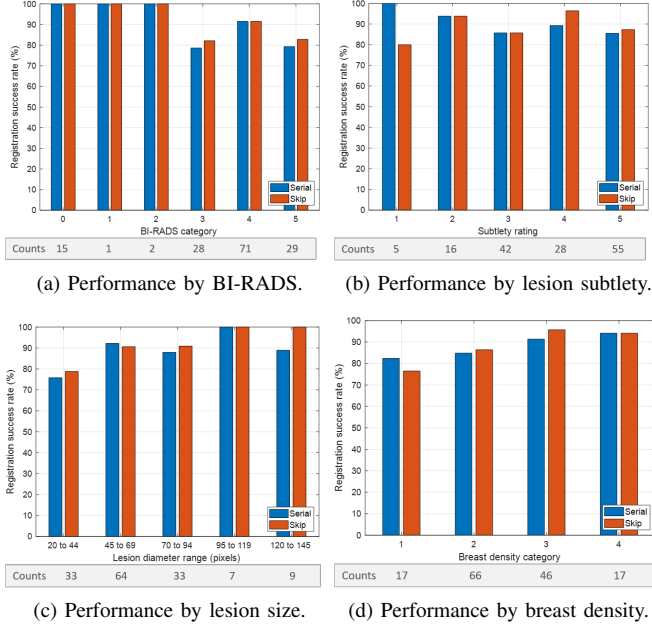 Registration success rate (%)
100
90
80
70
60
50
40
30
20
10
0
Serial
Skip
0 1 2 3 4 5
BI-RADS category
Counts 15 1 2 28 71 29
(a) Performance by BI-RADS.
Registration success rate (%)
100
90
80
70
60
50
40
30
20
10
0
Serial
Skip
1 2 3 4 5
Subtlety rating
Counts 5 16 42 28 55
(b) Performance by lesion subtlety.
Registration success rate (%)
100
90
80
70
60
50
40
30
20
10
0
Serial
Skip
20 to 44 45 to 69 70 to 94 95 to 119 120 to 145
Lesion diameter range (pixels)
Counts 33 64 33 7 9
(c) Performance by lesion size.
Registration success rate (%)
100
90
80
70
60
50
40
30
20
10
0
Serial
Skip
1 2 3 4
Breast density category
Counts 17 66 46 17
(d) Performance by breast density.